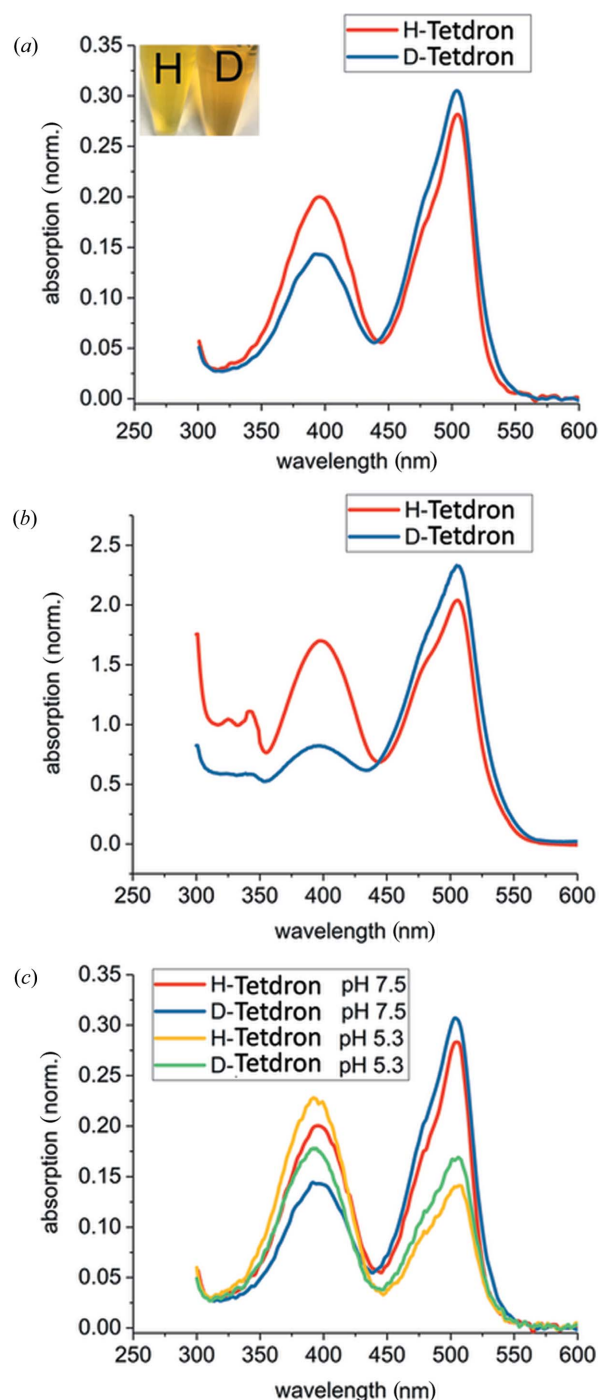 (a)
H-Tetdron
D-Tetdron
H D
0.35
0.30
0.25
0.20
0.15
0.10
0.05
0.00
absorption (norm.)
250 300 350 400 450 500 550 600
wavelength (nm)
(b)
H-Tetdron
D-Tetdron
2.5
2.0
1.5
1.0
0.5
0.0
absorption (norm.)
250 300 350 400 450 500 550 600
wavelength (nm)
(c)
H-Tetdron pH 7.5
D-Tetdron pH 7.5
H-Tetdron pH 5.3
D-Tetdron pH 5.3
0.35
0.30
0.25
0.20
0.15
0.10
0.05
0.00
absorption (norm.)
250 300 350 400 450 500 550 600
wavelength (nm)